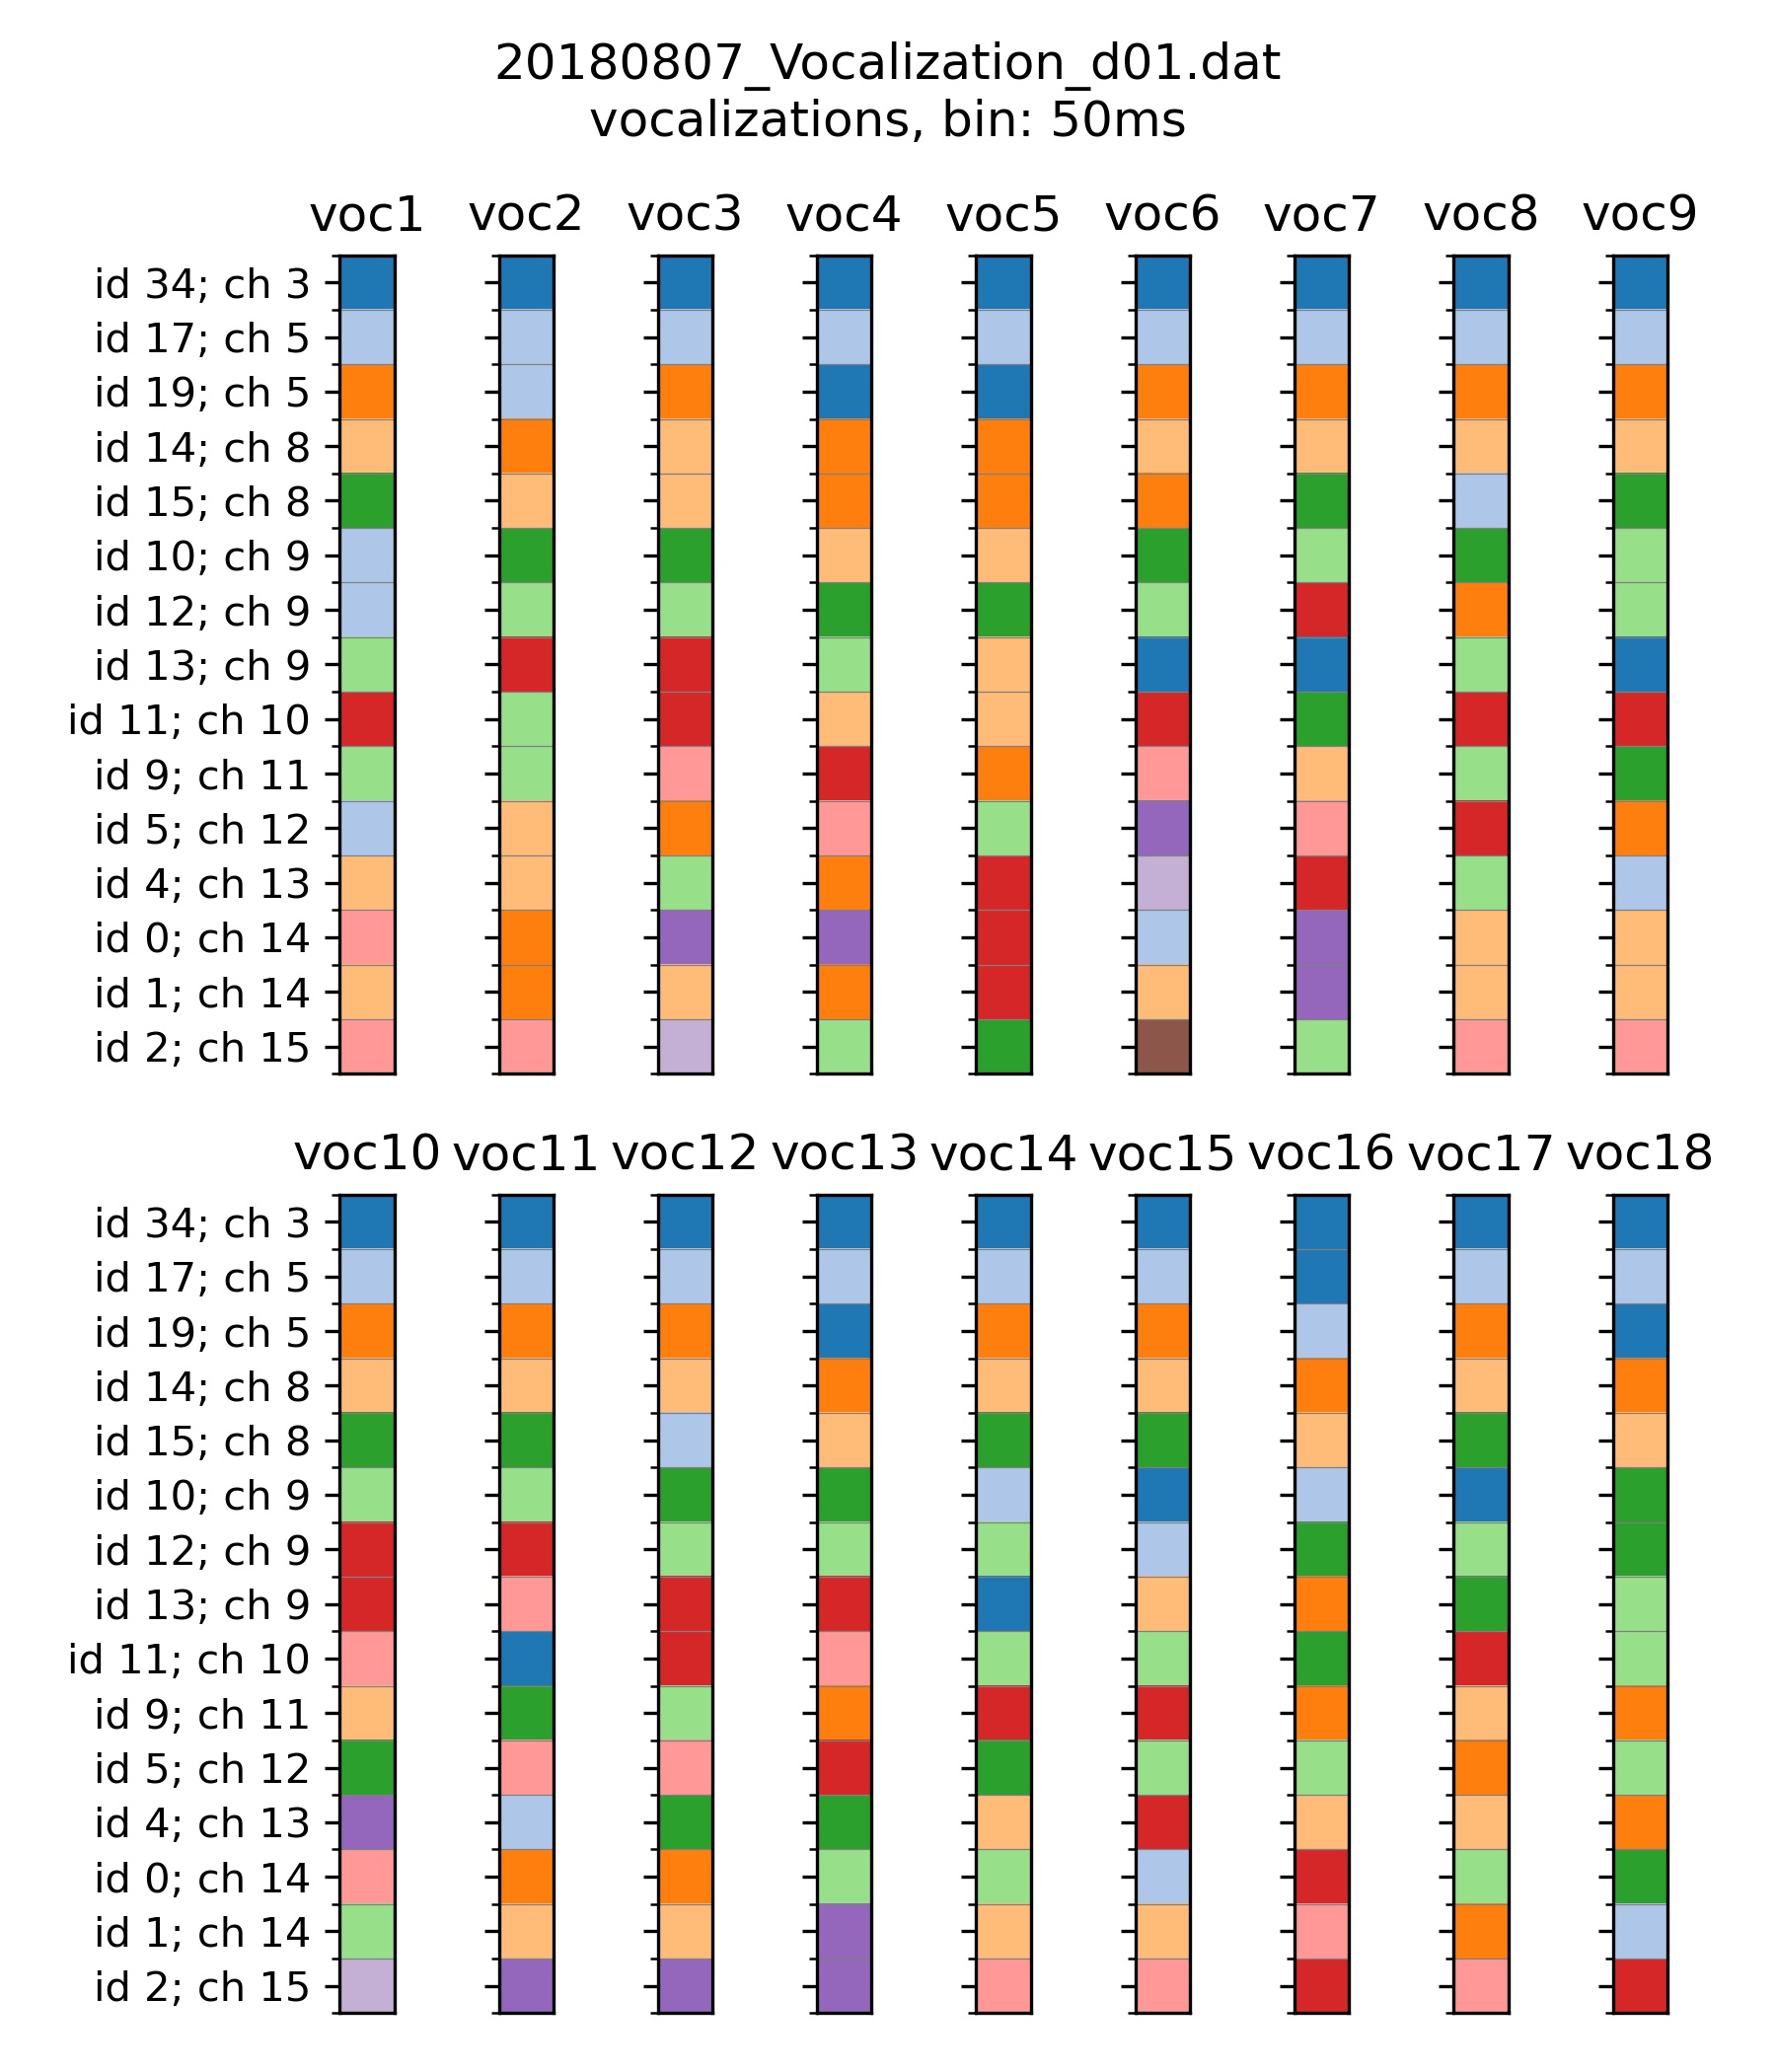 20180807_Vocalization_d01.dat
vocalizations, bin: 50ms
voc1 voc2 voc3 voc4 voc5 voc6 voc7 voc8 voc9
id 34; ch 3
id 17; ch 5
id 19; ch 5
id 14; ch 8
id 15; ch 8
id 10; ch 9
id 12; ch 9
id 13; ch 9
id 11; ch 10
id 9; ch 11
id 5; ch 12
id 4; ch 13
id 0; ch 14
id 1; ch 14
id 2; ch 15
voc10 voc11 voc12 voc13 voc14 voc15 voc16 voc17 voc18
id 34; ch 3
id 17; ch 5
id 19; ch 5
id 14; ch 8
id 15; ch 8
id 10; ch 9
id 12; ch 9
id 13; ch 9
id 11; ch 10
id 9; ch 11
id 5; ch 12
id 4; ch 13
id 0; ch 14
id 1; ch 14
id 2; ch 15